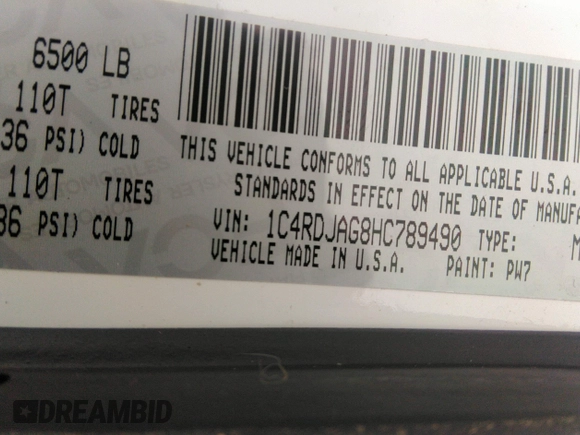 6500 LB
110T TIRES
36 PSI) COLD
110T TIRES
36 PSI) COLD
THIS VEHICLE CONFORMS TO ALL APPLICABLE U.S.A.
STANDARDS IN EFFECT ON THE DATE OF MANUFA
VIN: 1C4RDJAG8HC789490 TYPE: M
VEHICLE MADE IN U.S.A. PAINT: PW7
DREAMBID